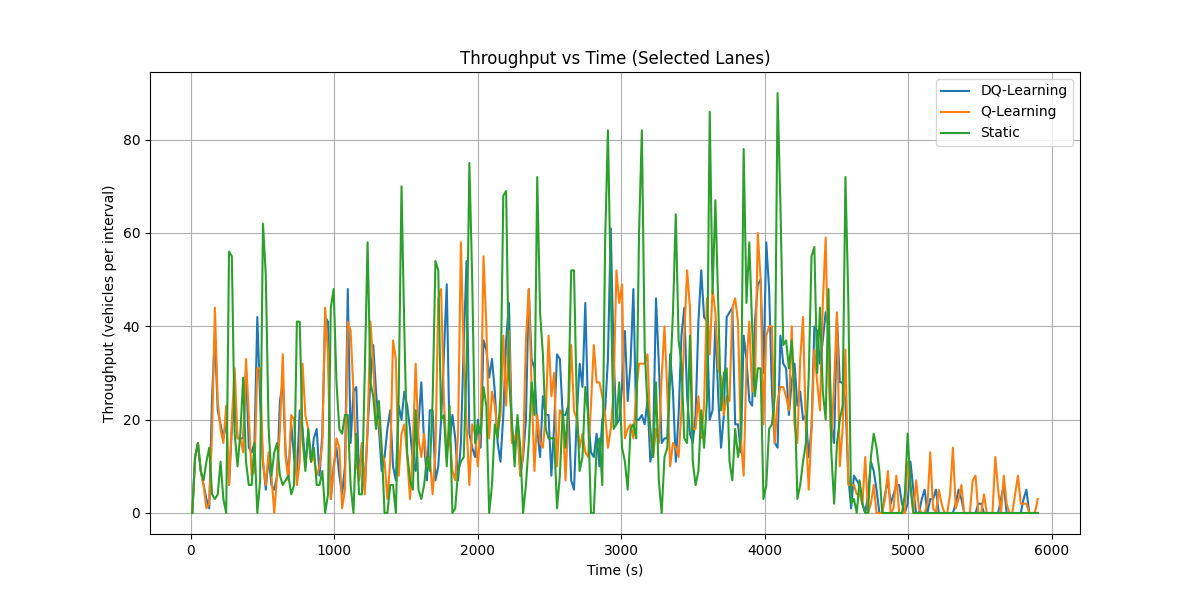 Throughput vs Time (Selected Lanes)
DQ-Learning
Q-Learning
Static
Throughput (vehicles per interval)
80
60
40
20
0
0 1000 2000 3000 4000 5000 6000
Time (s)